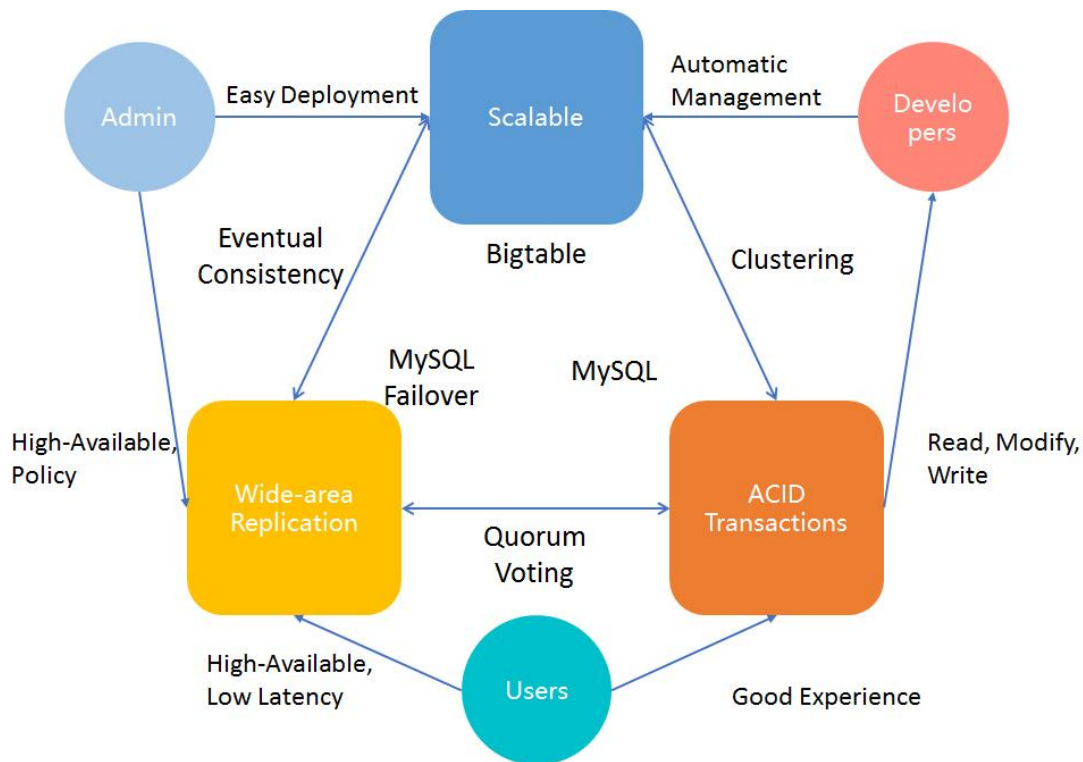 Admin
Easy Deployment
Scalable
Automatic
Management
Develo
pers
Eventual
Consistency
Bigtable
Clustering
MySQL
Failover
MySQL
High-Available,
Policy
Wide-area
Replication
Quorum
Voting
ACID
Transactions
Read, Modify,
Write
High-Available,
Low Latency
Users
Good Experience